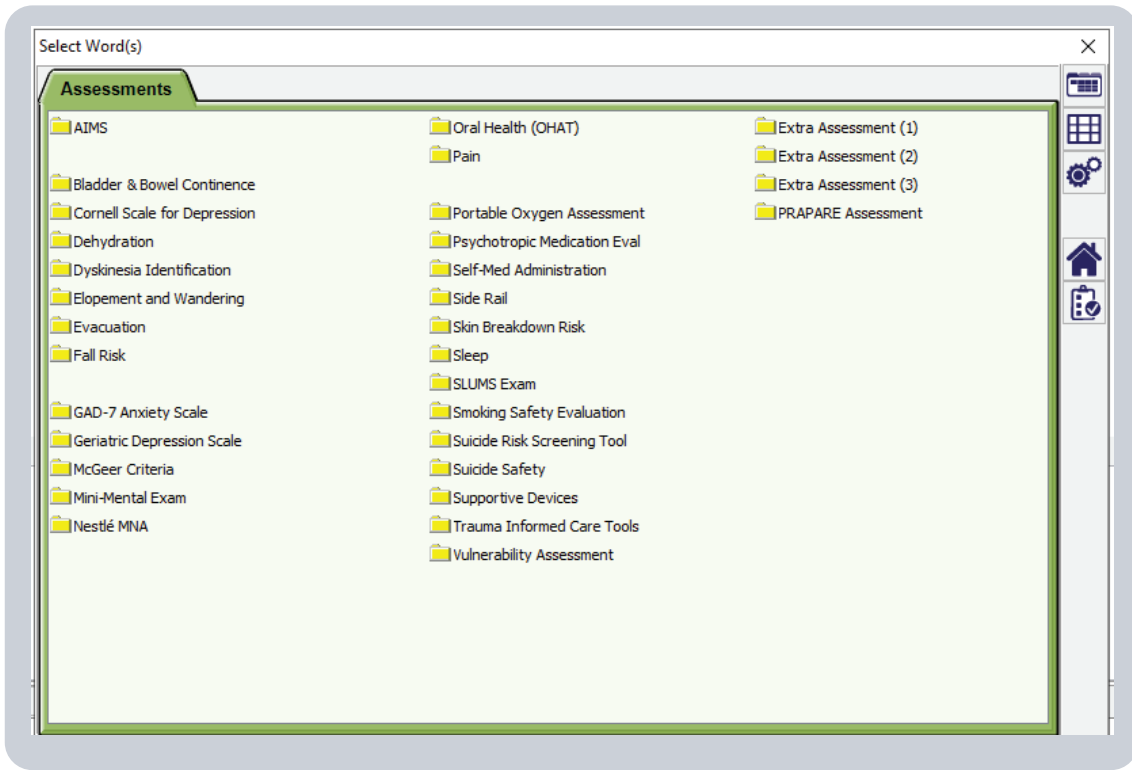 Select Word(s)
Assessments
AIMS
Bladder & Bowel Continence
Cornell Scale for Depression
Dehydration
Dyskinesia Identification
Elopement and Wandering
Evacuation
Fall Risk
GAD-7 Anxiety Scale
Geriatric Depression Scale
McGeer Criteria
Mini-Mental Exam
Nestlé MNA
Oral Health (OHAT)
Pain
Portable Oxygen Assessment
Psychotropic Medication Eval
Self-Med Administration
Side Rail
Skin Breakdown Risk
Sleep
SLUMS Exam
Smoking Safety Evaluation
Suicide Risk Screening Tool
Suicide Safety
Supportive Devices
Trauma Informed Care Tools
Vulnerability Assessment
Extra Assessment (1)
Extra Assessment (2)
Extra Assessment (3)
PRAPARE Assessment